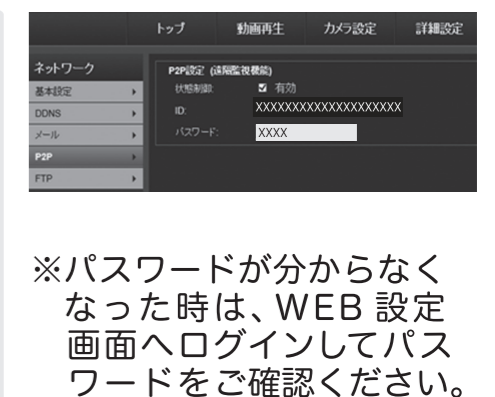 トップ 動画再生 カメラ設定 詳細設定
ネットワーク
P2P設定 (遠隔監視機能)
基本設定
状態制御: 有効
DDNS
ID: XXXXXXXXXXXXXXXXXXXXX
メール
パスワード: XXXX
P2P
FTP
※パスワードが分からなく
なった時は、WEB 設定
画面へログインしてパス
ワードをご確認ください。